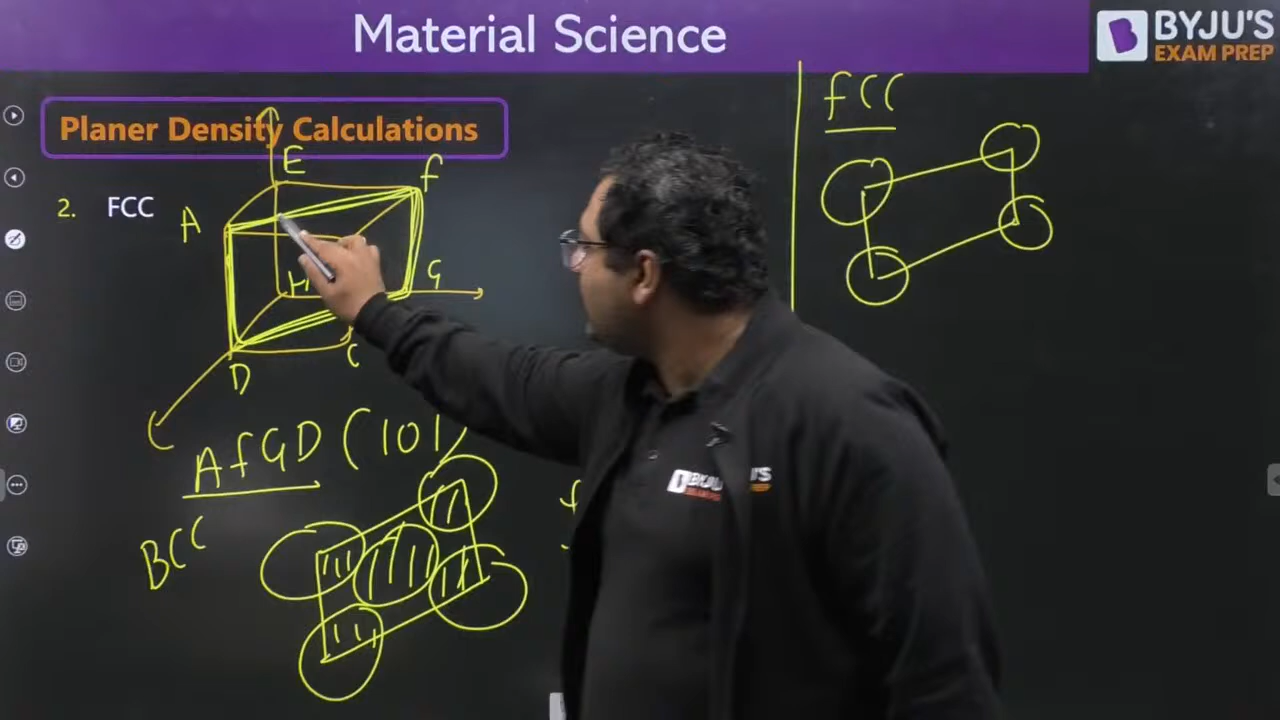 Material Science
BYJU'S
EXAM PREP
Planer Density Calculations
2. FCC
E
F
A
H
G
D
C
AFGD (101)
BCC
FCC